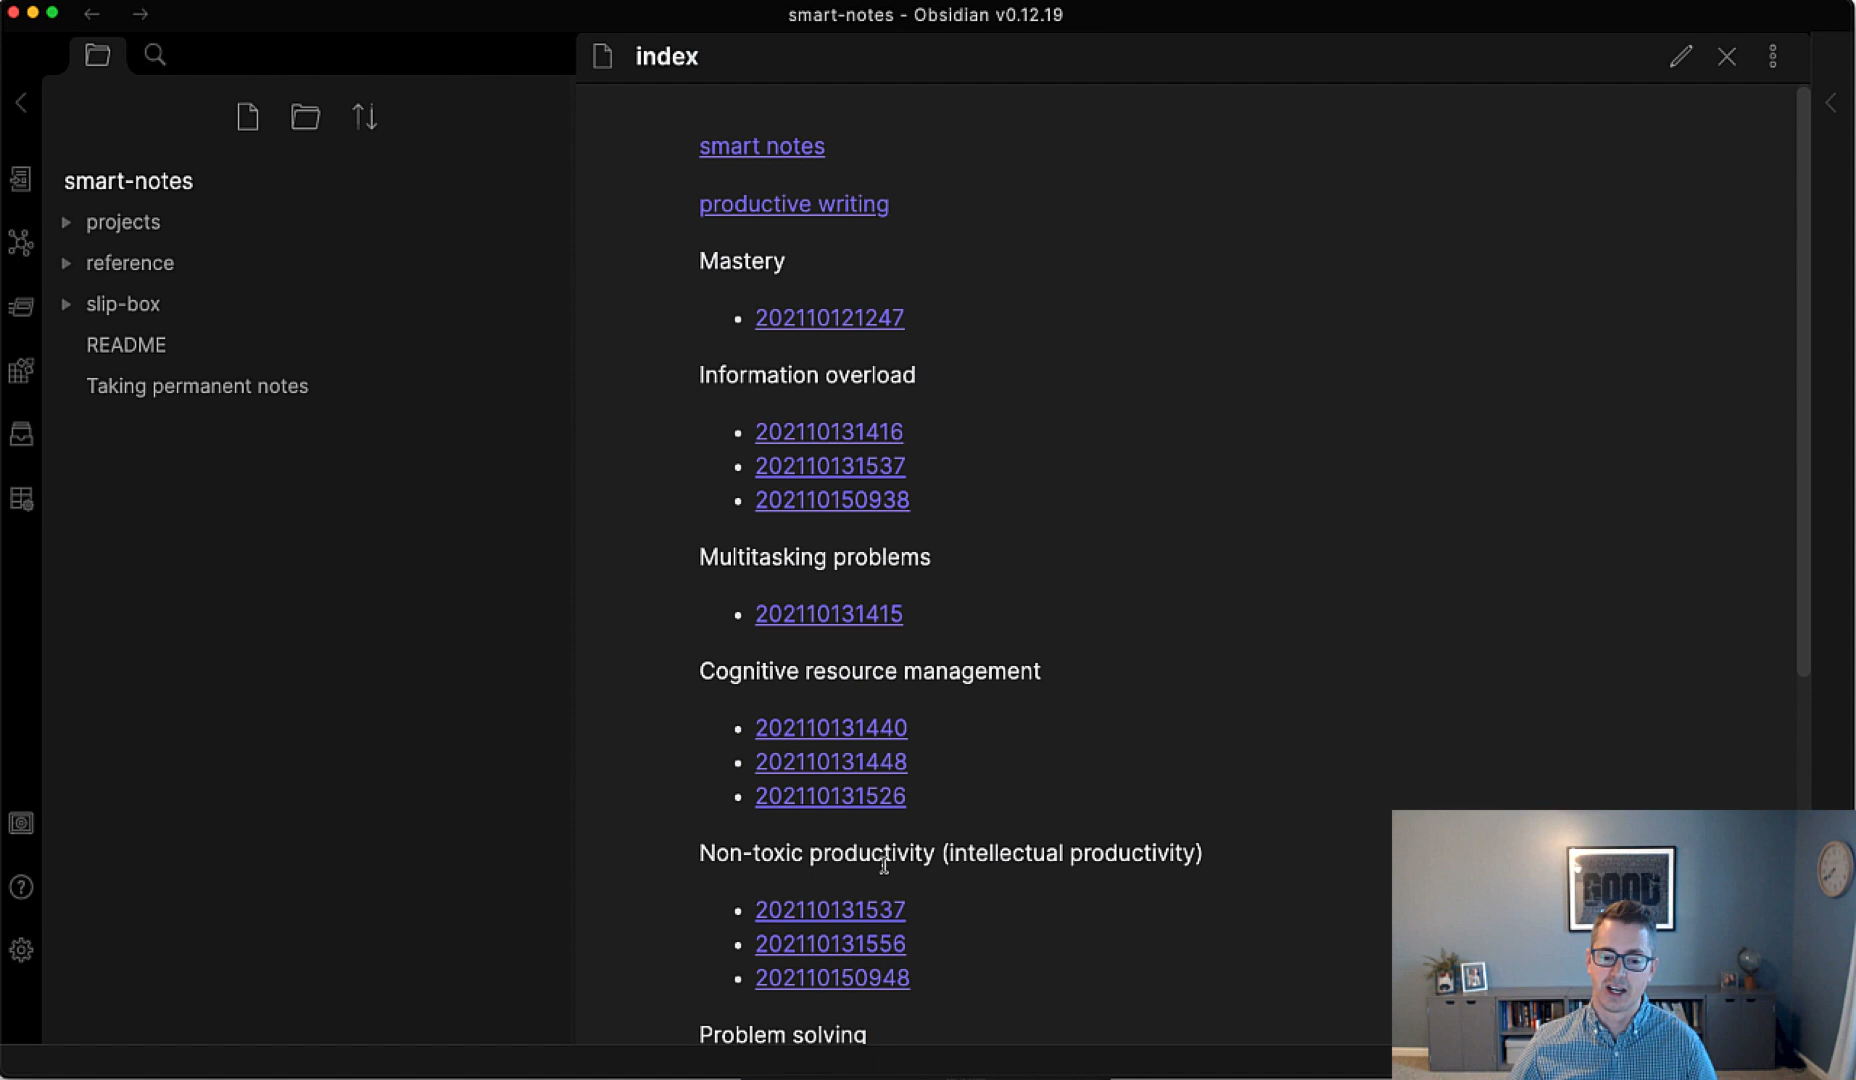 smart-notes - Obsidian v0.12.19
index
smart-notes
projects
reference
slip-box
README
Taking permanent notes
smart notes
productive writing
Mastery
202110121247
Information overload
202110131416
202110131537
202110150938
Multitasking problems
202110131415
Cognitive resource management
202110131440
202110131448
202110131526
Non-toxic productivity (intellectual productivity)
202110131537
202110131556
202110150948
Problem solving
GOOD